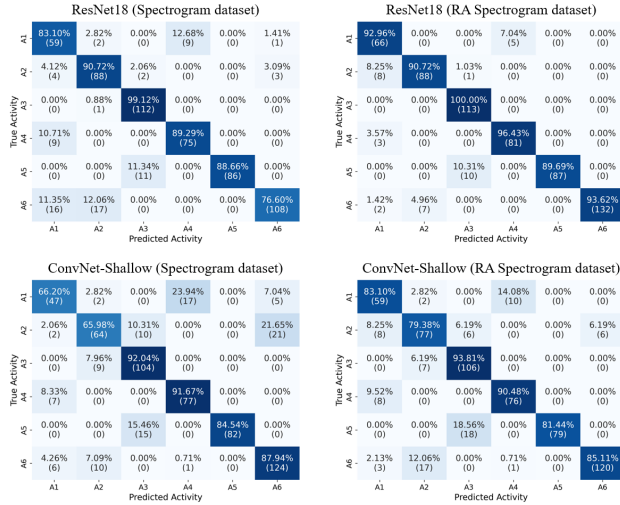 ResNet18 (Spectrogram dataset)
A1 83.10% 2.82% 0.00% 12.68% 0.00% 1.41%
(59) (2) (0) (9) (0) (1)
A2 4.12% 90.72% 2.06% 0.00% 0.00% 3.09%
(4) (88) (2) (0) (0) (3)
A3 0.00% 0.88% 99.12% 0.00% 0.00% 0.00%
(0) (1) (112) (0) (0) (0)
A4 10.71% 0.00% 0.00% 89.29% 0.00% 0.00%
(9) (0) (0) (75) (0) (0)
A5 0.00% 0.00% 11.34% 0.00% 88.66% 0.00%
(0) (0) (11) (0) (86) (0)
A6 11.35% 12.06% 0.00% 0.00% 0.00% 76.60%
(16) (17) (0) (0) (0) (108)
A1 A2 A3 A4 A5 A6
Predicted Activity
True Activity
ResNet18 (RA Spectrogram dataset)
A1 92.96% 0.00% 0.00% 7.04% 0.00% 0.00%
(66) (0) (0) (5) (0) (0)
A2 8.25% 90.72% 1.03% 0.00% 0.00% 0.00%
(8) (88) (1) (0) (0) (0)
A3 0.00% 0.00% 100.00% 0.00% 0.00% 0.00%
(0) (0) (113) (0) (0) (0)
A4 3.57% 0.00% 0.00% 96.43% 0.00% 0.00%
(3) (0) (0) (81) (0) (0)
A5 0.00% 0.00% 10.31% 0.00% 89.69% 0.00%
(0) (0) (10) (0) (87) (0)
A6 1.42% 4.96% 0.00% 0.00% 0.00% 93.62%
(2) (7) (0) (0) (0) (132)
A1 A2 A3 A4 A5 A6
Predicted Activity
True Activity
ConvNet-Shallow (Spectrogram dataset)
A1 66.20% 2.82% 0.00% 23.94% 0.00% 7.04%
(47) (2) (0) (17) (0) (5)
A2 2.06% 65.98% 10.31% 0.00% 0.00% 21.65%
(2) (64) (10) (0) (0) (21)
A3 0.00% 7.96% 92.04% 0.00% 0.00% 0.00%
(0) (9) (104) (0) (0) (0)
A4 8.33% 0.00% 0.00% 91.67% 0.00% 0.00%
(7) (0) (0) (77) (0) (0)
A5 0.00% 0.00% 15.46% 0.00% 84.54% 0.00%
(0) (0) (15) (0) (82) (0)
A6 4.26% 7.09% 0.00% 0.71% 0.00% 87.94%
(6) (10) (0) (1) (0) (124)
A1 A2 A3 A4 A5 A6
Predicted Activity
True Activity
ConvNet-Shallow (RA Spectrogram dataset)
A1 83.10% 2.82% 0.00% 14.08% 0.00% 0.00%
(59) (2) (0) (10) (0) (0)
A2 8.25% 79.38% 6.19% 0.00% 0.00% 6.19%
(8) (77) (6) (0) (0) (6)
A3 0.00% 6.19% 93.81% 0.00% 0.00% 0.00%
(0) (7) (106) (0) (0) (0)
A4 9.52% 0.00% 0.00% 90.48% 0.00% 0.00%
(8) (0) (0) (76) (0) (0)
A5 0.00% 0.00% 18.56% 0.00% 81.44% 0.00%
(0) (0) (18) (0) (79) (0)
A6 2.13% 12.06% 0.00% 0.71% 0.00% 85.11%
(3) (17) (0) (1) (0) (120)
A1 A2 A3 A4 A5 A6
Predicted Activity
True Activity